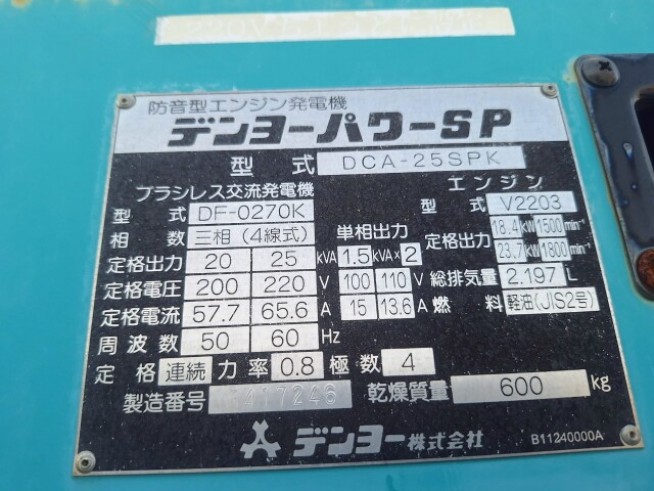 防音型エンジン発電機
デンヨーパワーSP
型式 DCA-25SPK
ブラシレス交流発電機 エンジン
型式 DF-0270K 型式 V2203
相数 三相(4線式) 単相出力 定格出力 18.4kW 1500min⁻¹
定格出力 20 25 kVA 1.5kVA×2 23.7kW 1800min⁻¹
定格電圧 200 220 V 100 110 V 総排気量 2.197 L
定格電流 57.7 65.6 A 15 13.6 A 燃料 軽油(JIS2号)
周波数 50 60 Hz
定格 連続 力率 0.8 極数 4
製造番号 乾燥質量 600 kg
デンヨー株式会社 B11240000A